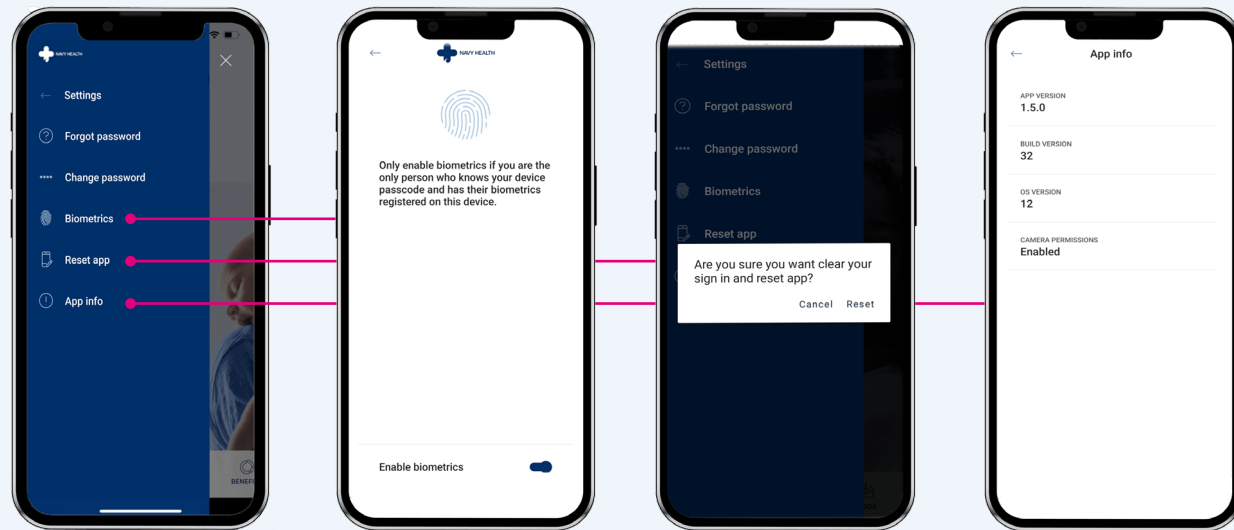 NAVY HEALTH
Settings
Forgot password
Change password
Biometrics
Reset app
App info
NAVY HEALTH
Only enable biometrics if you are the
only person who knows your device
passcode and has their biometrics
registered on this device.
Enable biometrics
Settings
Forgot password
Change password
Biometrics
Reset app
Are you sure you want clear your
sign in and reset app?
Cancel Reset
App info
APP VERSION
1.5.0
BUILD VERSION
32
OS VERSION
12
CAMERA PERMISSIONS
Enabled